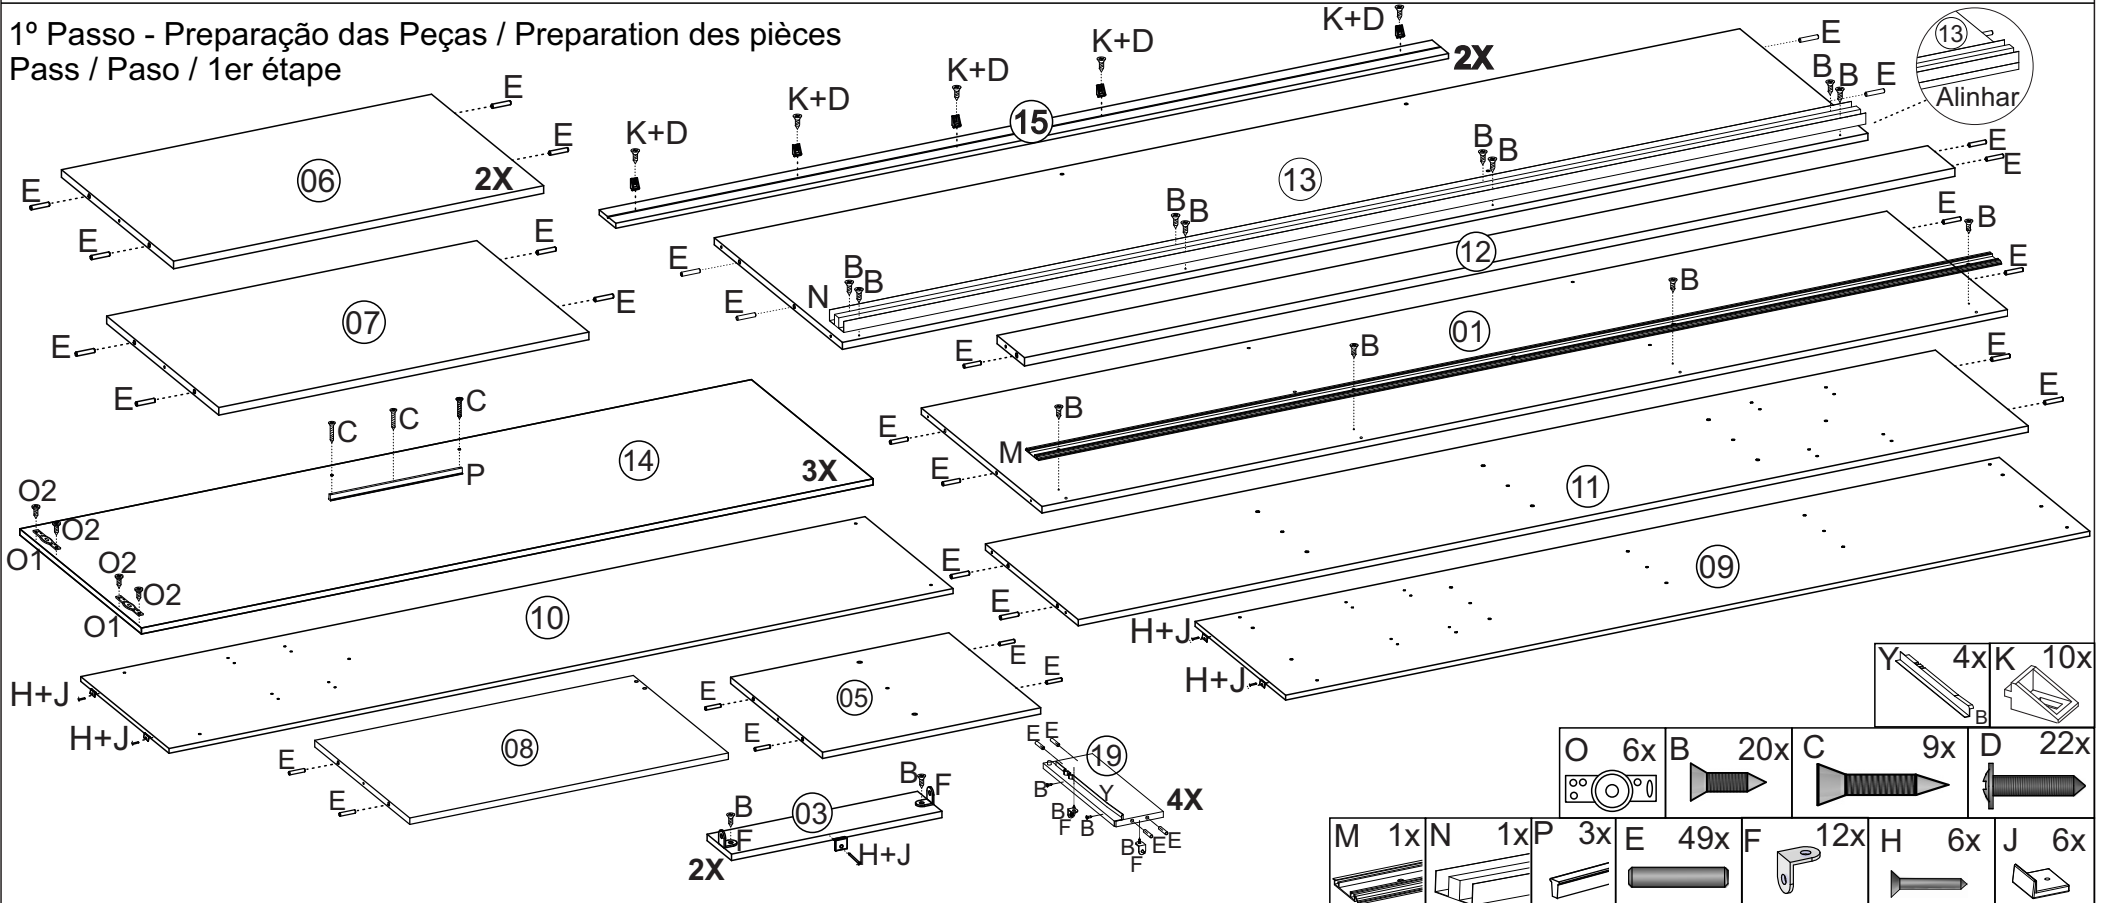 1º Passo - Preparação das Peças / Preparation des pièces
Pass / Paso / 1er étape
K+D
K+D
K+D
K+D
K+D
2X
15
E
E
06
2X
E
E
E
13
E
B B
E
13
Alinhar
B B
B B
N
B B
E
E
E
E
12
E
E
E
07
E
E
E
B
E
01
B
B
B
M
E
E
C
C
C
P
14
3X
O2
O2
O1
O2
O2
O1
E
E
11
E
E
09
H+J
H+J
10
H+J
H+J
E
E
05
E
E
08
E
E
03
B
F
B
F
H+J
2X
E E
19
B
Y
B
F
B
E E
B
F
4X
Y 4x
B
K 10x
O 6x
B 20x
C 9x
D 22x
M 1x
N 1x
P 3x
E 49x
F 12x
H 6x
J 6x